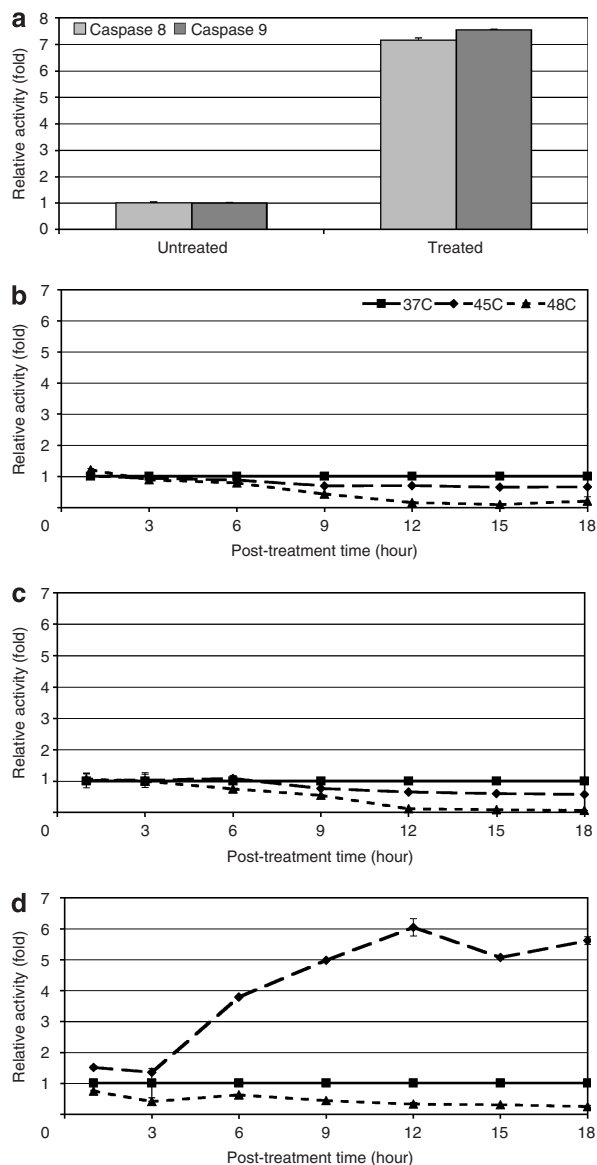 a
Relative activity (fold)
8
7
6
5
4
3
2
1
0
Caspase 8 Caspase 9
Untreated Treated
b
Relative activity (fold)
7
6
5
4
3
2
1
37C 45C 48C
0 3 6 9 12 15 18
Post-treatment time (hour)
c
Relative activity (fold)
7
6
5
4
3
2
1
0 3 6 9 12 15 18
Post-treatment time (hour)
d
Relative activity (fold)
7
6
5
4
3
2
1
0 3 6 9 12 15 18
Post-treatment time (hour)